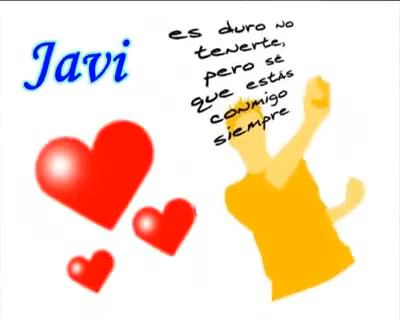 Javi
es duro no
tenerte,
pero sé
que estás
conmigo
siempre